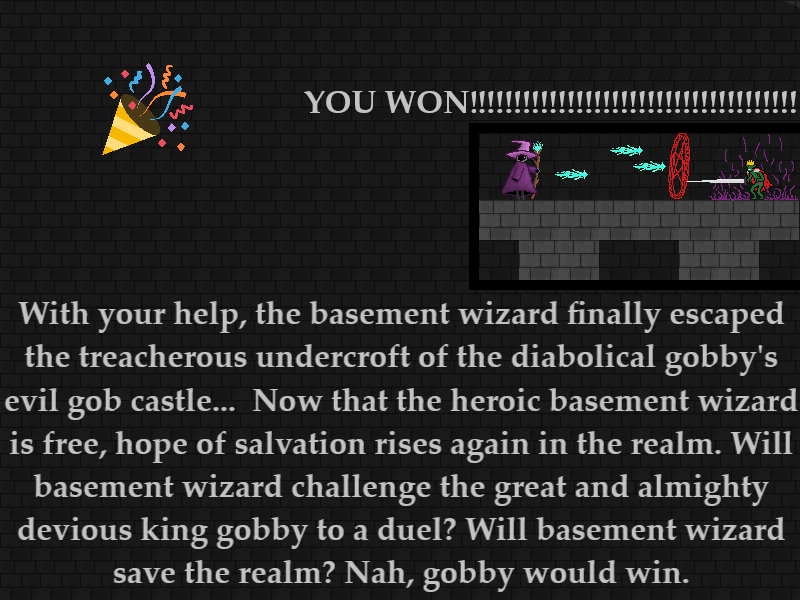 YOU WON!!!!!!!!!!!!!!!!!!!!!!!!!!!!!!!!!!!!!
With your help, the basement wizard finally escaped
the treacherous undercroft of the diabolical gobby's
evil gob castle...  Now that the heroic basement wizard
is free, hope of salvation rises again in the realm. Will
basement wizard challenge the great and almighty
devious king gobby to a duel? Will basement wizard
save the realm? Nah, gobby would win.